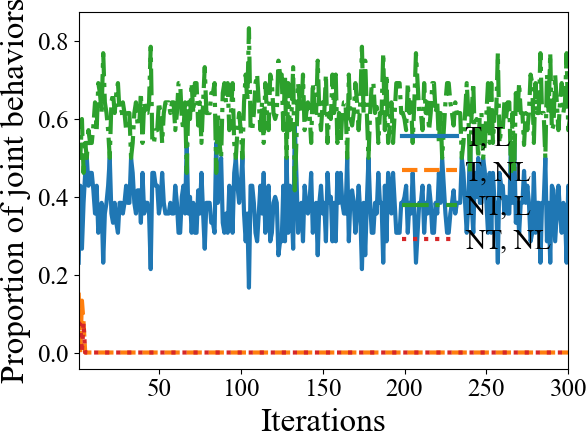 Proportion of joint behaviors
0.8
0.6
0.4
0.2
0.0
T, L
T, NL
NT, L
NT, NL
50
100
150
200
250
300
Iterations